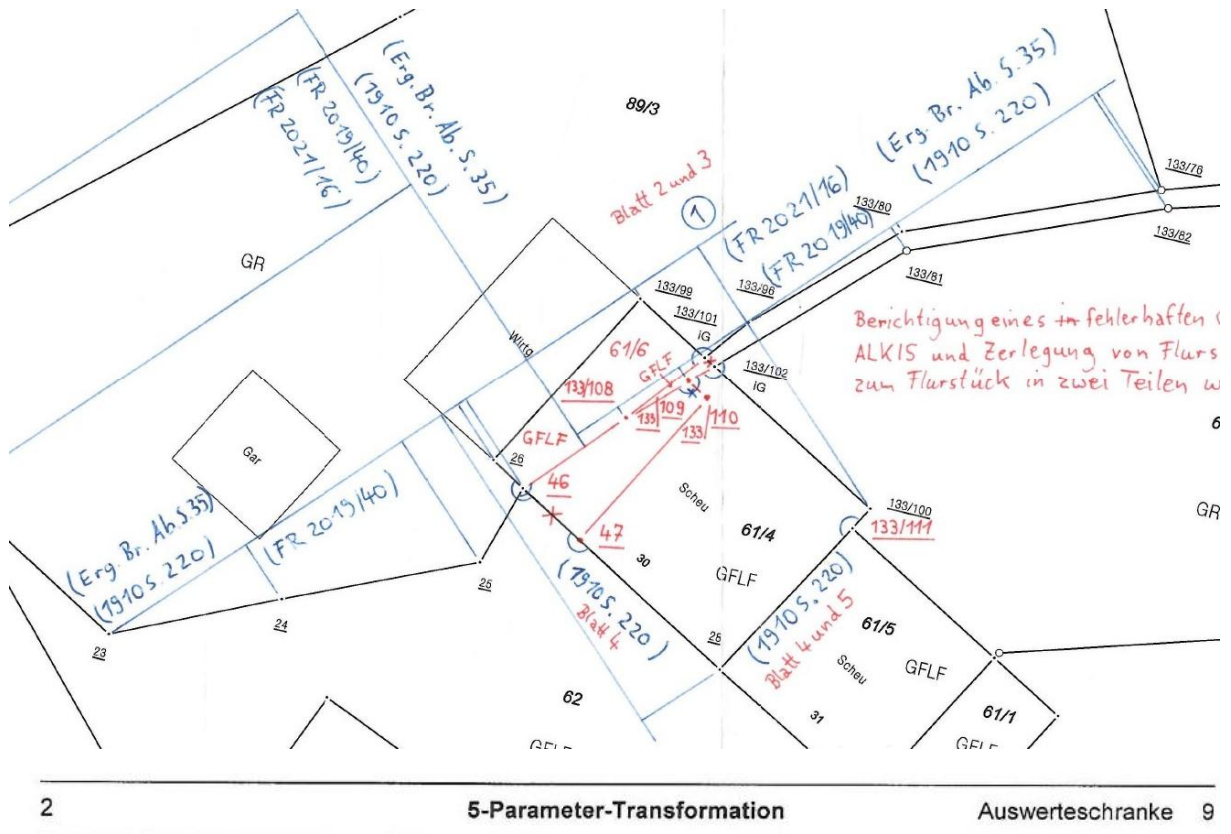 (Erg. Br. Ab. S. 35)
(1910 S. 220)
(FR 2019/40)
(FR 2021/16)
89/3
Blatt 2 und 3
1
(FR 2021/16)
(FR 2019/40)
(Erg. Br. Ab. S. 35)
(1910 S. 220)
133/76
133/80
133/82
133/81
GR
133/99
133/96
133/101
iG
Wirtg
61/6
GFLF
133/102
iG
133/108
133/109
133/110
Berichtigung eines fehlerhaften
ALKIS und Zerlegung von Flurs
zum Flurstück in zwei Teilen w
6
GFLF
Gar
26
46
47
Scheu
61/4
30
GFLF
133/100
133/111
GR
(Erg. Br. Ab. S. 35)
(1910 S. 220)
(FR 2019/40)
25
24
23
(1910 S. 220)
Blatt 4
28
(1910 S. 220)
Blatt 4 und 5
61/5
Scheu
GFLF
31
62
61/1
2 5-Parameter-Transformation Auswerteschranke 9